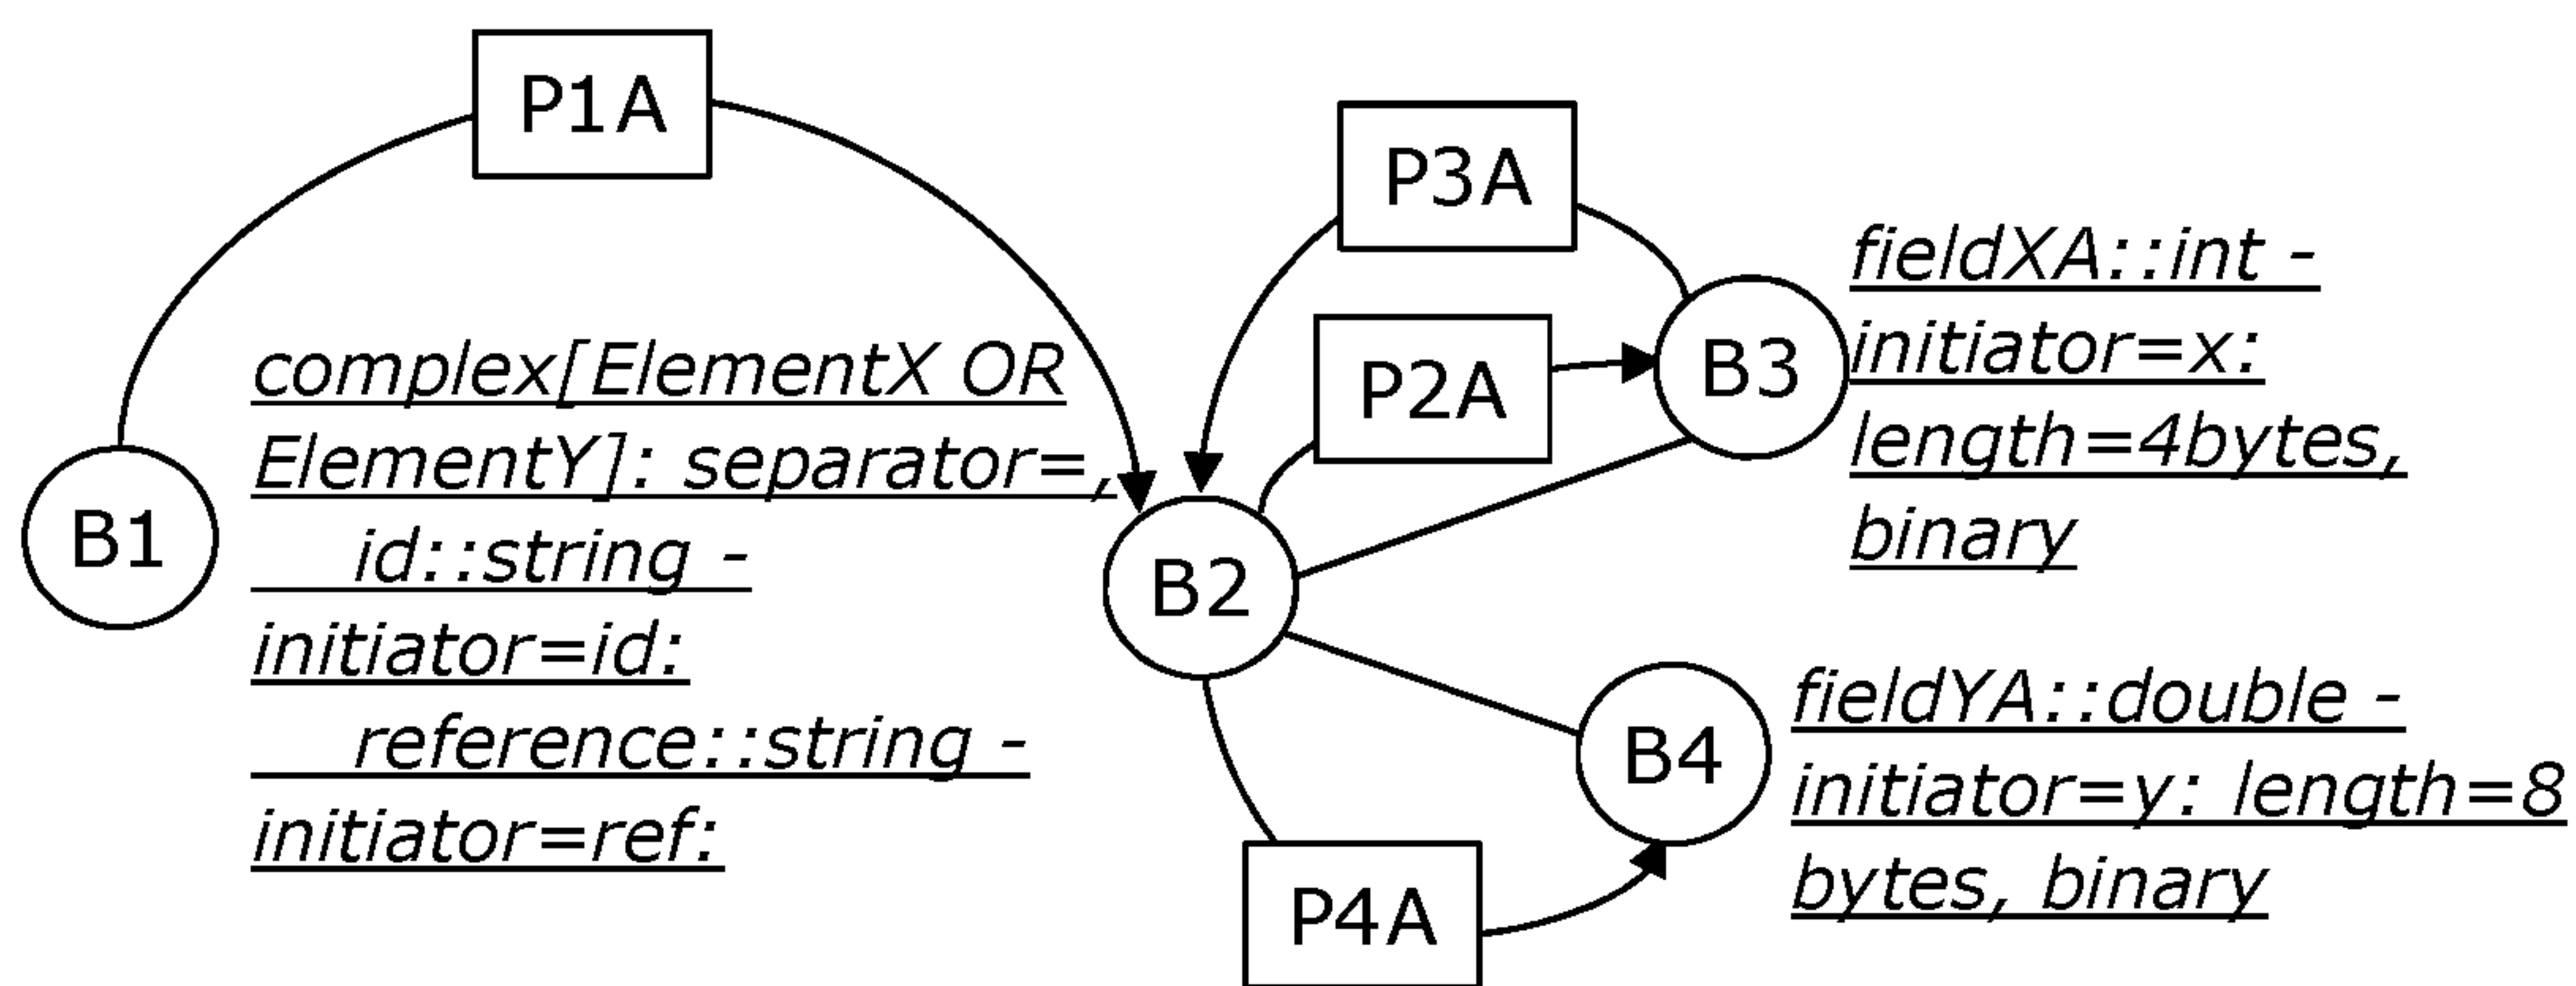 P1A
P3A
P2A
B1
B2
B3
B4
P4A
complex[ElementX OR
ElementY]: separator=,
id::string -
initiator=id:
reference::string -
initiator=ref:
fieldXA::int -
initiator=x:
length=4bytes,
binary
fieldYA::double -
initiator=y: length=8
bytes, binary